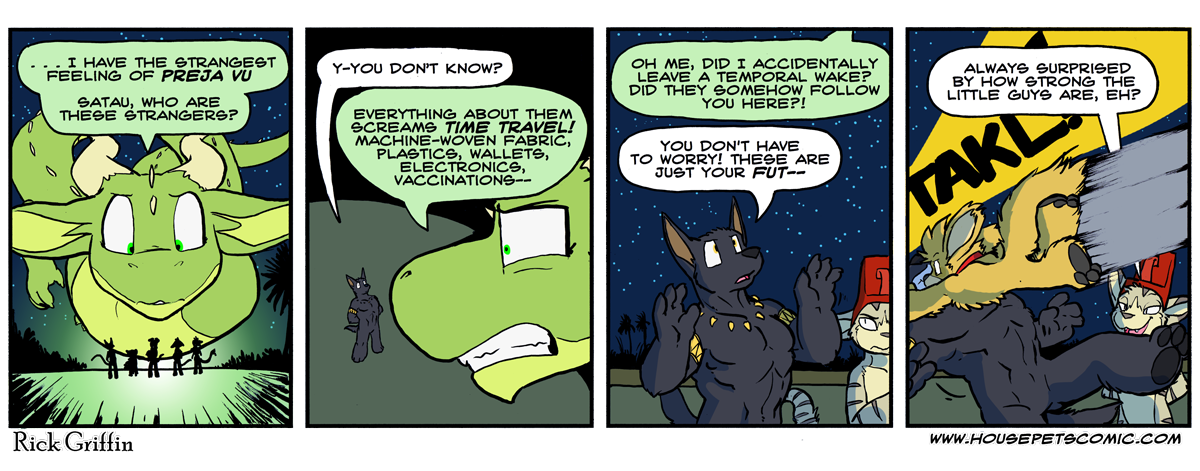 . . . I HAVE THE STRANGEST
FEELING OF PREJA VU
SATAU, WHO ARE
THESE STRANGERS?
Y-YOU DON'T KNOW?
EVERYTHING ABOUT THEM
SCREAMS TIME TRAVEL!
MACHINE-WOVEN FABRIC,
PLASTICS, WALLETS,
ELECTRONICS,
VACCINATIONS--
OH ME, DID I ACCIDENTALLY
LEAVE A TEMPORAL WAKE?
DID THEY SOMEHOW FOLLOW
YOU HERE?!
YOU DON'T HAVE
TO WORRY! THESE ARE
JUST YOUR FUT--
ALWAYS SURPRISED
BY HOW STRONG THE
LITTLE GUYS ARE, EH?
TAKL!
Rick Griffin
WWW.HOUSEPETSCOMIC.COM